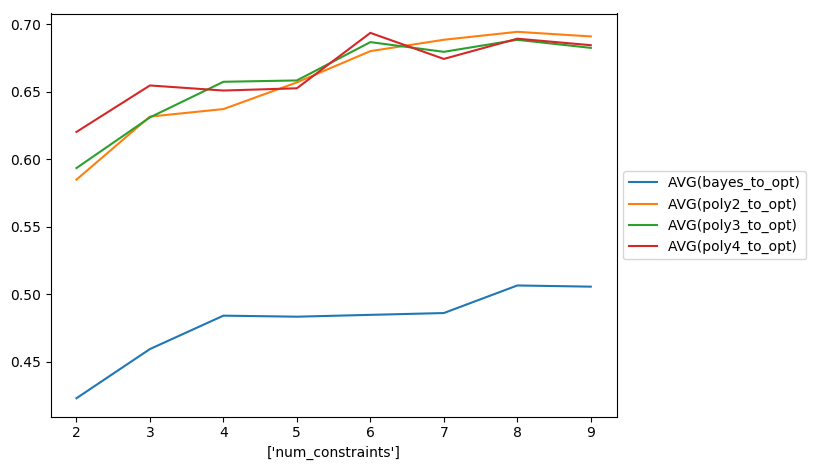 0.70
0.65
0.60
0.55
0.50
0.45
2 3 4 5 6 7 8 9
['num_constraints']
AVG(bayes_to_opt)
AVG(poly2_to_opt)
AVG(poly3_to_opt)
AVG(poly4_to_opt)